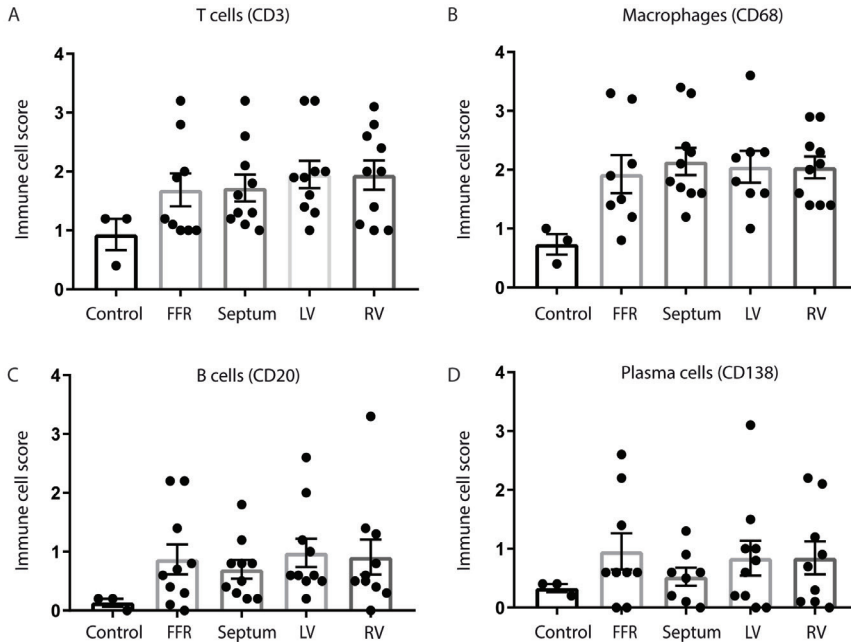 A
T cells (CD3)
Immune cell score
4
3
2
1
0
Control FFR Septum LV RV
B
Macrophages (CD68)
Immune cell score
4
3
2
1
0
Control FFR Septum LV RV
C
B cells (CD20)
Immune cell score
4
3
2
1
0
Control FFR Septum LV RV
D
Plasma cells (CD138)
Immune cell score
4
3
2
1
0
Control FFR Septum LV RV